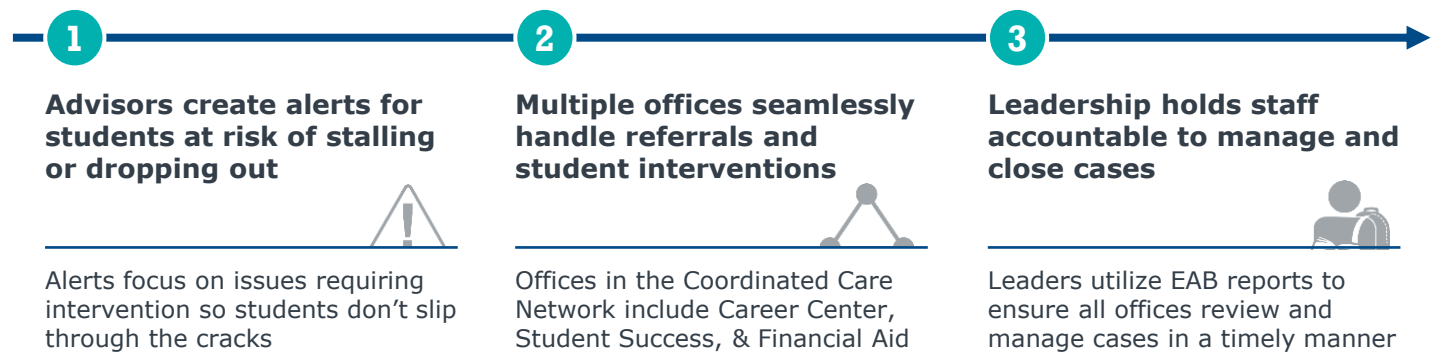 1
Advisors create alerts for
students at risk of stalling
or dropping out
Alerts focus on issues requiring
intervention so students don’t slip
through the cracks
2
Multiple offices seamlessly
handle referrals and
student interventions
Offices in the Coordinated Care
Network include Career Center,
Student Success, & Financial Aid
3
Leadership holds staff
accountable to manage and
close cases
Leaders utilize EAB reports to
ensure all offices review and
manage cases in a timely manner